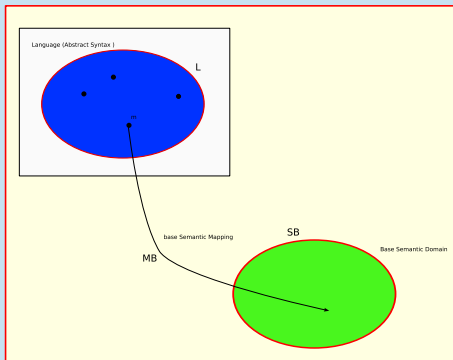 Language (Abstract Syntax )
L
m
base Semantic Mapping
SB
Base Semantic Domain
MB